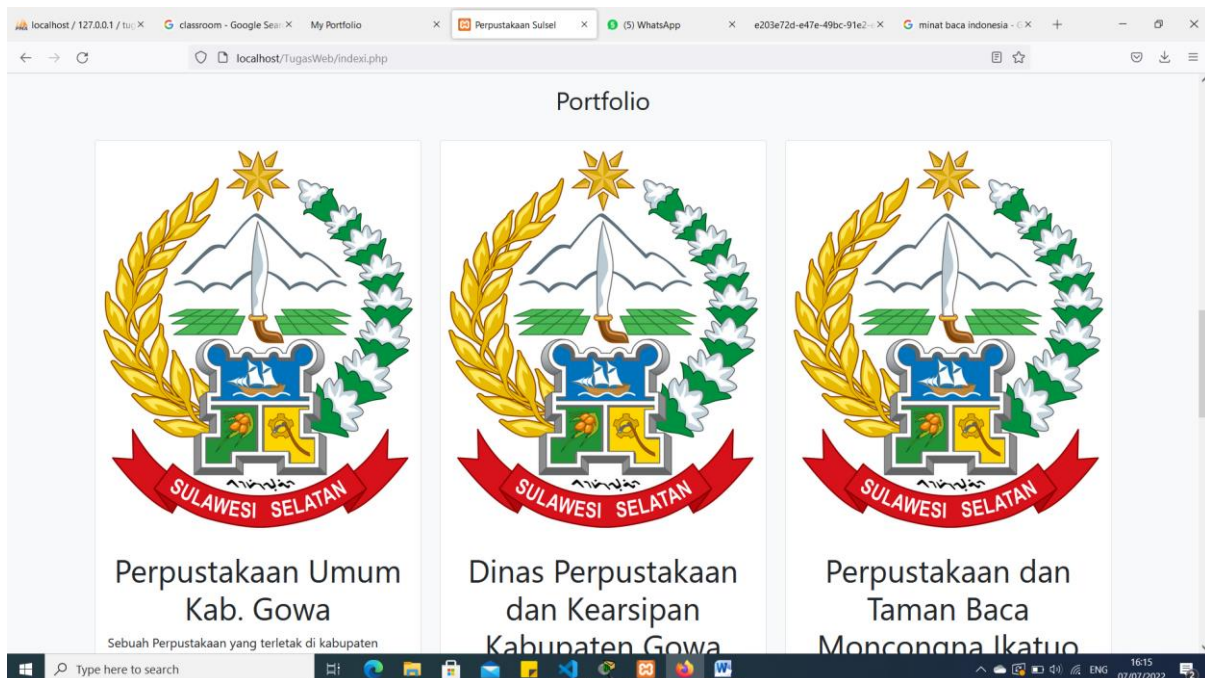 localhost / 127.0.0.1 / tug
classroom - Google Sear
My Portfolio
Perpustakaan Sulsel
(5) WhatsApp
e203e72d-e47e-49bc-91e2-
minat baca indonesia - G
localhost/TugasWeb/indexi.php
Portfolio
SULAWESI SELATAN
SULAWESI SELATAN
SULAWESI SELATAN
Perpustakaan Umum
Kab. Gowa
Sebuah Perpustakaan yang terletak di kabupaten
Dinas Perpustakaan
dan Kearsipan
Kabupaten Gowa
Perpustakaan dan
Taman Baca
Moncongna Ikatuo
Type here to search
ENG
16:15
07/07/2022